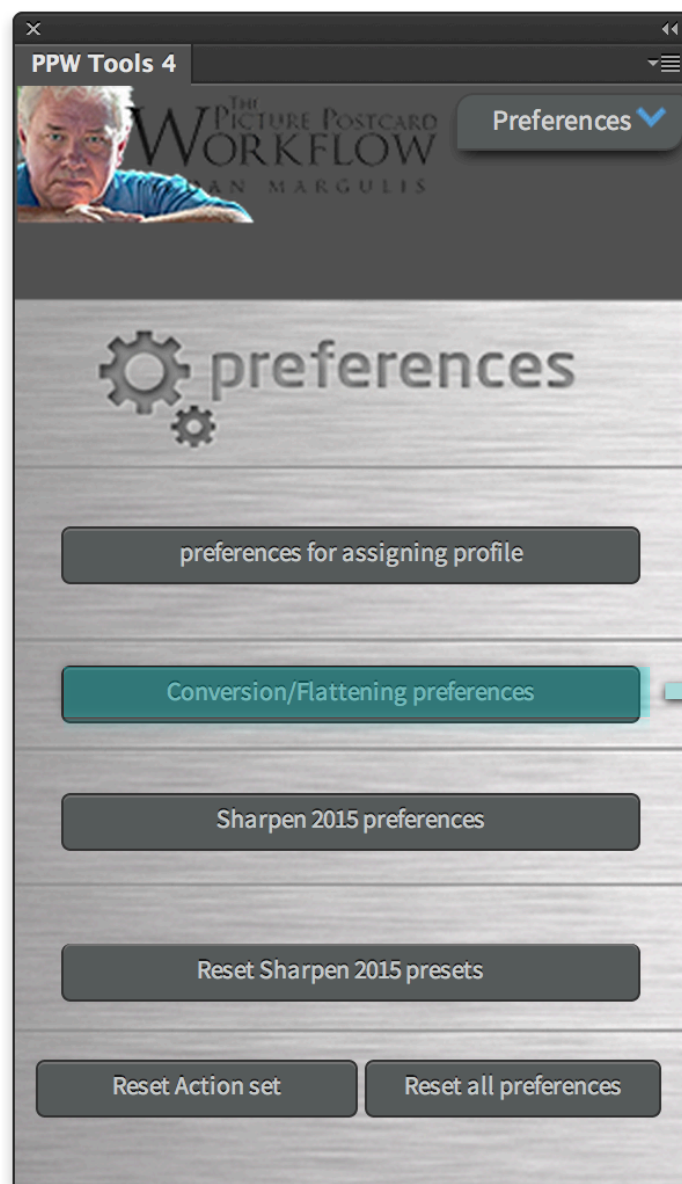 PPW Tools 4
THE
PICTURE POSTCARD
WORKFLOW
DAN MARGULIS
Preferences
preferences
preferences for assigning profile
Conversion/Flattening preferences
Sharpen 2015 preferences
Reset Sharpen 2015 presets
Reset Action set
Reset all preferences